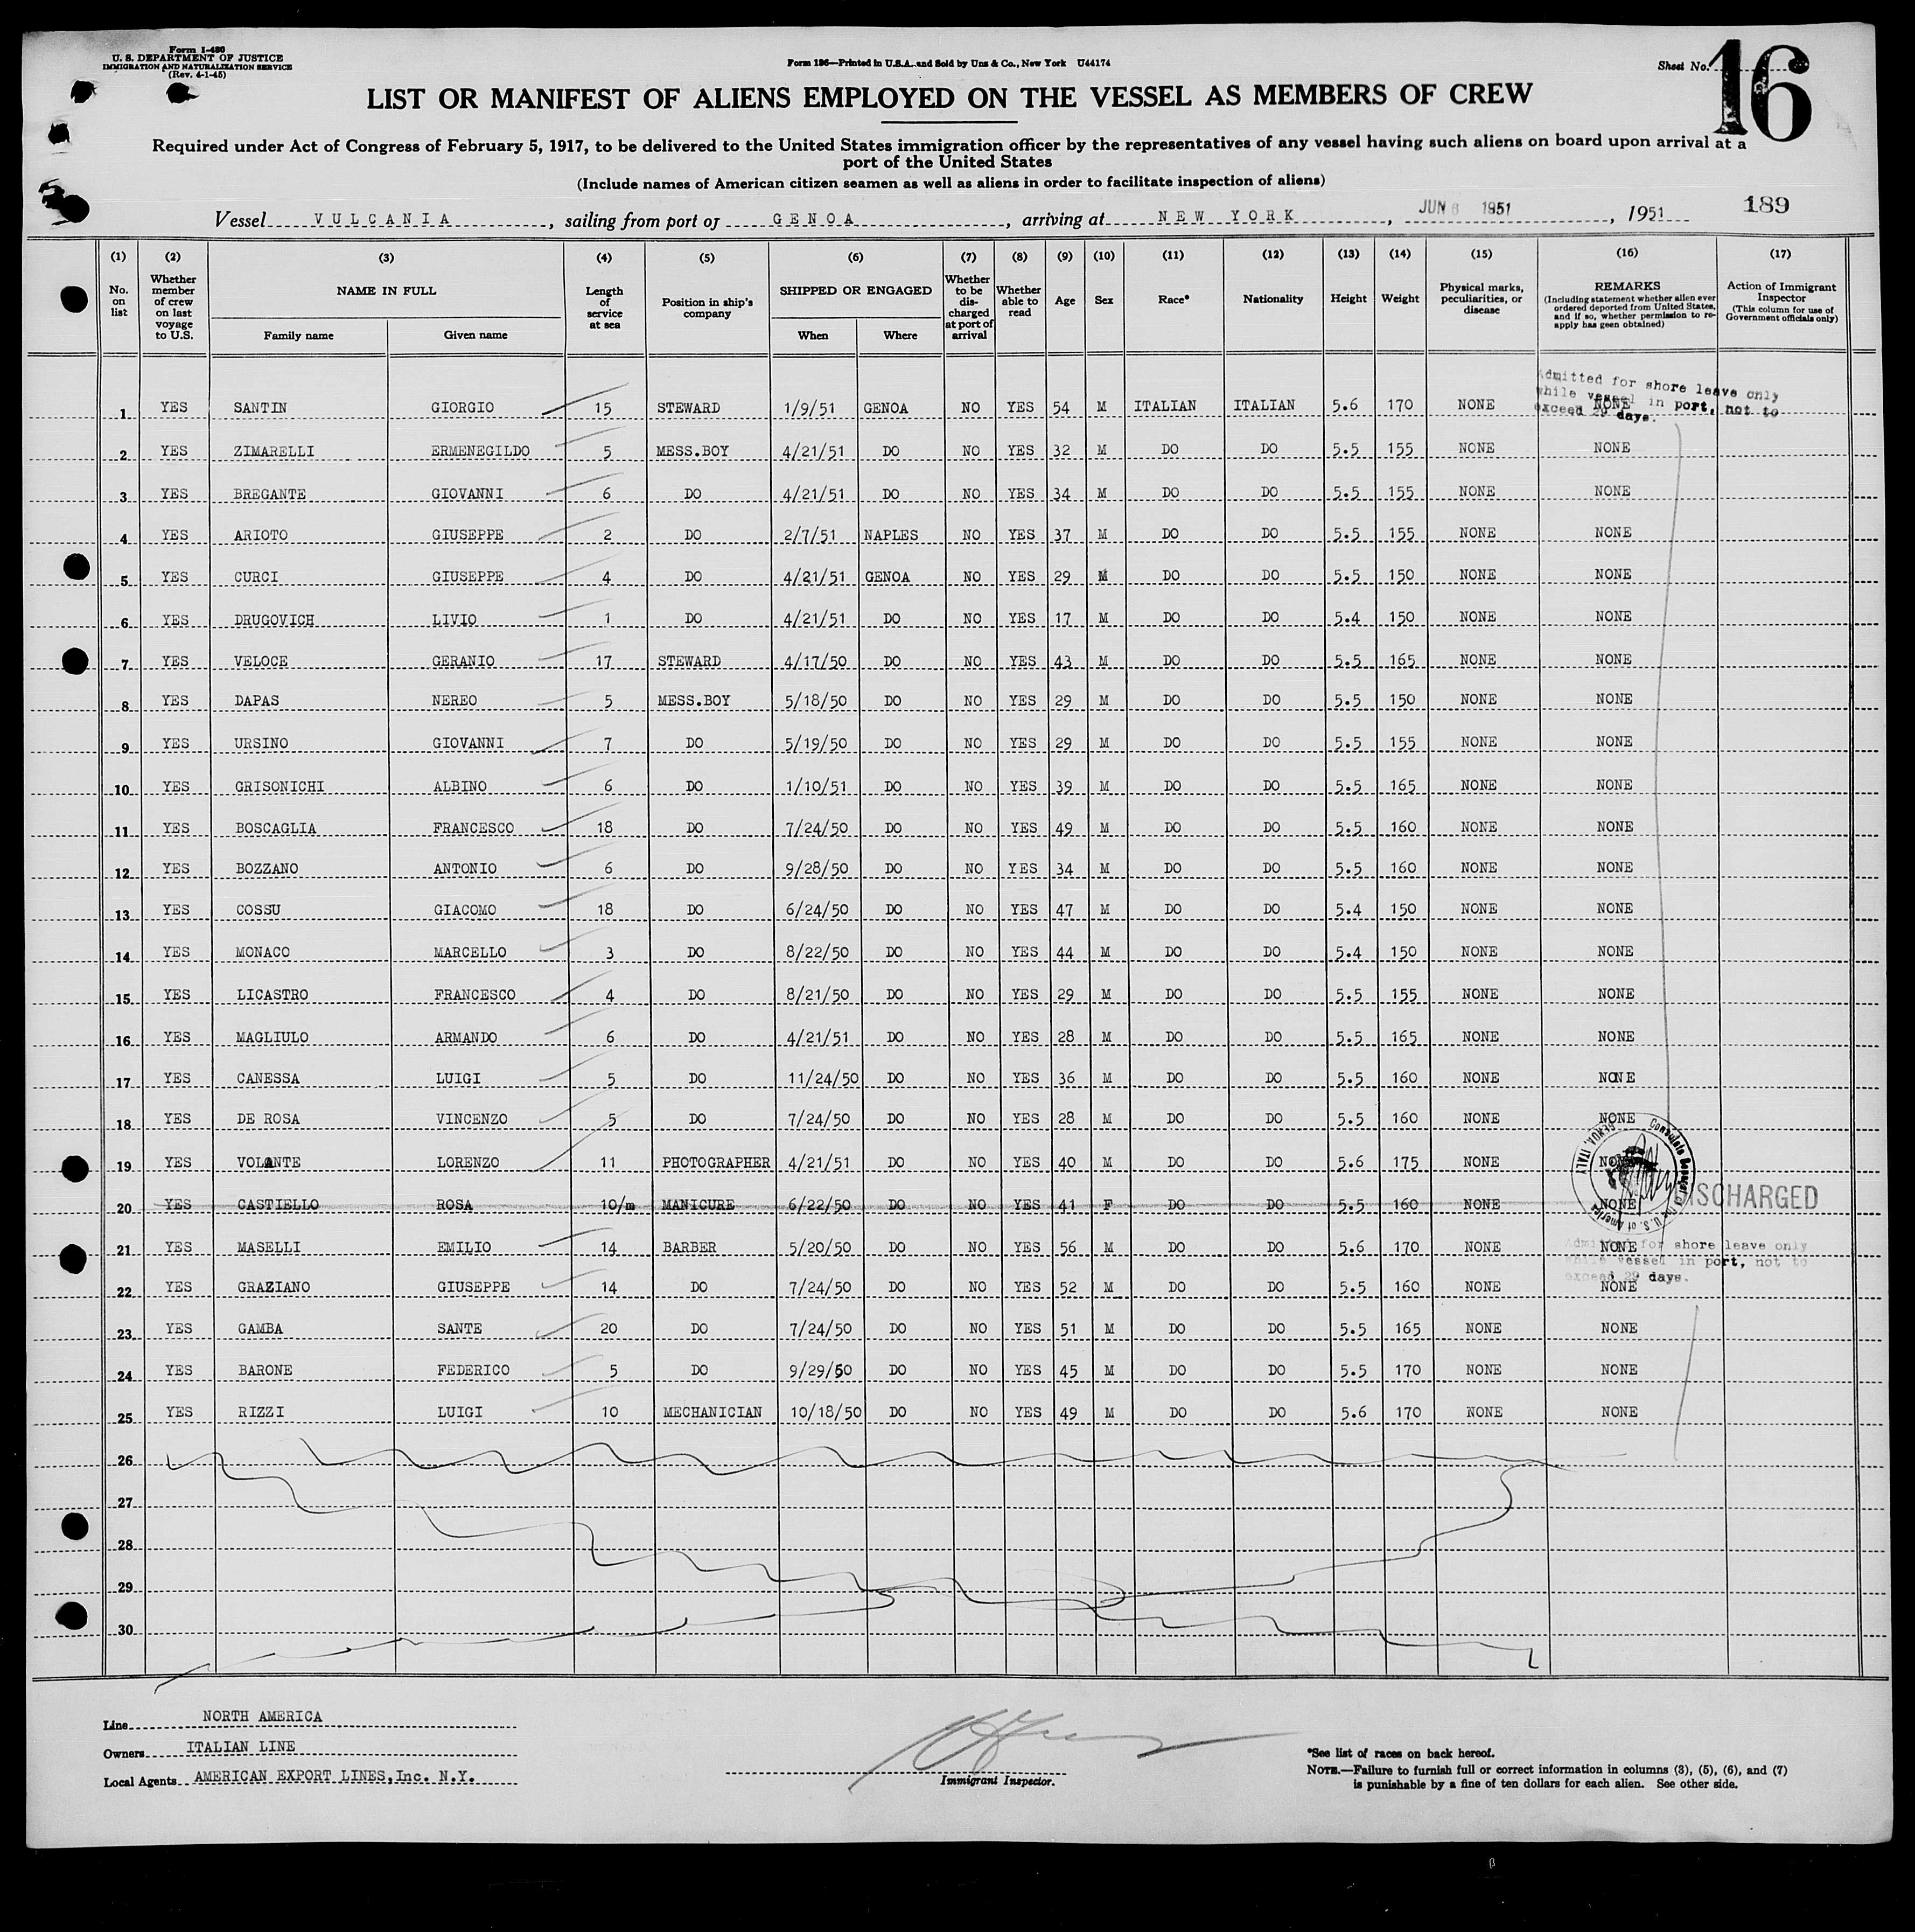 Form I-480
U. S. DEPARTMENT OF JUSTICE
IMMIGRATION AND NATURALIZATION SERVICE
(Rev. 4-1-45)
Form 126—Printed in U.S.A. and Sold by Unz & Co., New York U44174
Sheet No. 16
LIST OR MANIFEST OF ALIENS EMPLOYED ON THE VESSEL AS MEMBERS OF CREW
Required under Act of Congress of February 5, 1917, to be delivered to the United States immigration officer by the representatives of any vessel having such aliens on board upon arrival at a
port of the United States
(Include names of American citizen seamen as well as aliens in order to facilitate inspection of aliens)
Vessel VULCANIA, sailing from port of GENOA, arriving at NEW YORK, JUN 6 1951, 1951 189
(1) (2) (3) (4) (5) (6) (7) (8) (9) (10) (11) (12) (13) (14) (15) (16) (17)
No. on list
Whether member of crew on last voyage to U.S.
NAME IN FULL
Family name
Given name
Length of service at sea
Position in ship's company
SHIPPED OR ENGAGED
When
Where
Whether to be discharged at port of arrival
Whether able to read
Age
Sex
Race*
Nationality
Height
Weight
Physical marks, peculiarities, or disease
REMARKS
(Including statement whether alien ever ordered deported from United States, and if so, whether permission to re-apply has geen obtained)
Action of Immigrant Inspector
(This column for use of Government officials only)
Admitted for shore leave only
while vessel in port, not to
exceed 29 days.
1 YES SANTIN GIORGIO 15 STEWARD 1/9/51 GENOA NO YES 54 M ITALIAN ITALIAN 5.6 170 NONE NONE
2 YES ZIMARELLI ERMENEGILDO 5 MESS.BOY 4/21/51 DO NO YES 32 M DO DO 5.5 155 NONE NONE
3 YES BREGANTE GIOVANNI 6 DO 4/21/51 DO NO YES 34 M DO DO 5.5 155 NONE NONE
4 YES ARIOTO GIUSEPPE 2 DO 2/7/51 NAPLES NO YES 37 M DO DO 5.5 155 NONE NONE
5 YES CURCI GIUSEPPE 4 DO 4/21/51 GENOA NO YES 29 M DO DO 5.5 150 NONE NONE
6 YES DRUGOVICH LIVIO 1 DO 4/21/51 DO NO YES 17 M DO DO 5.4 150 NONE NONE
7 YES VELOCE GERANIO 17 STEWARD 4/17/50 DO NO YES 43 M DO DO 5.5 165 NONE NONE
8 YES DAPAS NEREO 5 MESS.BOY 5/18/50 DO NO YES 29 M DO DO 5.5 150 NONE NONE
9 YES URSINO GIOVANNI 7 DO 5/19/50 DO NO YES 29 M DO DO 5.5 155 NONE NONE
10 YES GRISONICHI ALBINO 6 DO 1/10/51 DO NO YES 39 M DO DO 5.5 165 NONE NONE
11 YES BOSCAGLIA FRANCESCO 18 DO 7/24/50 DO NO YES 49 M DO DO 5.5 160 NONE NONE
12 YES BOZZANO ANTONIO 6 DO 9/28/50 DO NO YES 34 M DO DO 5.5 160 NONE NONE
13 YES COSSU GIACOMO 18 DO 6/24/50 DO NO YES 47 M DO DO 5.4 150 NONE NONE
14 YES MONACO MARCELLO 3 DO 8/22/50 DO NO YES 44 M DO DO 5.4 150 NONE NONE
15 YES LICASTRO FRANCESCO 4 DO 8/21/50 DO NO YES 29 M DO DO 5.5 155 NONE NONE
16 YES MAGLIULO ARMANDO 6 DO 4/21/51 DO NO YES 28 M DO DO 5.5 165 NONE NONE
17 YES CANESSA LUIGI 5 DO 11/24/50 DO NO YES 36 M DO DO 5.5 160 NONE NONE
18 YES DE ROSA VINCENZO 5 DO 7/24/50 DO NO YES 28 M DO DO 5.5 160 NONE NONE
19 YES VOLANTE LORENZO 11 PHOTOGRAPHER 4/21/51 DO NO YES 40 M DO DO 5.6 175 NONE NONE
20 YES CASTIELLO ROSA 10/m MANICURE 6/22/50 DO NO YES 41 F DO DO 5.5 160 NONE NONE DISCHARGED
Consulate General of the U.S. of America GENOA, ITALY
21 YES MASELLI EMILIO 14 BARBER 5/20/50 DO NO YES 56 M DO DO 5.6 170 NONE NONE
Admitted for shore leave only
while vessel in port, not to
exceed 29 days.
22 YES GRAZIANO GIUSEPPE 14 DO 7/24/50 DO NO YES 52 M DO DO 5.5 160 NONE NONE
23 YES GAMBA SANTE 20 DO 7/24/50 DO NO YES 51 M DO DO 5.5 165 NONE NONE
24 YES BARONE FEDERICO 5 DO 9/29/50 DO NO YES 45 M DO DO 5.5 170 NONE NONE
25 YES RIZZI LUIGI 10 MECHANICIAN 10/18/50 DO NO YES 49 M DO DO 5.6 170 NONE NONE
26
27
28
29
30
Line NORTH AMERICA
Owners ITALIAN LINE
Local Agents AMERICAN EXPORT LINES,Inc. N.Y.
Immigrant Inspector.
*See list of races on back hereof.
NOTE.—Failure to furnish full or correct information in columns (3), (5), (6), and (7)
is punishable by a fine of ten dollars for each alien. See other side.